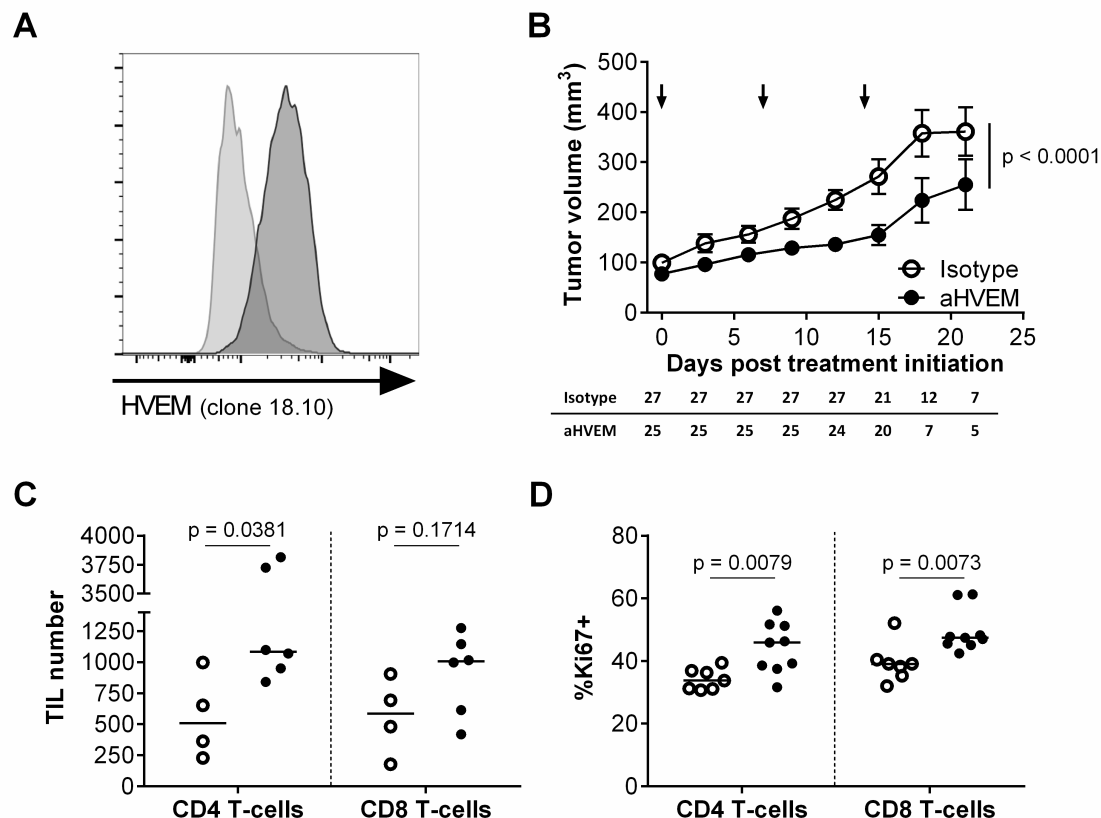 A
HVEM (clone 18.10)
B
Tumor volume (mm³)
500
400
300
200
100
0
p < 0.0001
Isotype
aHVEM
0 5 10 15 20 25
Days post treatment initiation
Isotype 27 27 27 27 27 21 12 7
aHVEM 25 25 25 25 24 20 7 5
C
TIL number
4000
3750
3500
1250
1000
750
500
250
0
p = 0.0381
p = 0.1714
CD4 T-cells
CD8 T-cells
D
%Ki67+
80
60
40
20
0
p = 0.0079
p = 0.0073
CD4 T-cells
CD8 T-cells